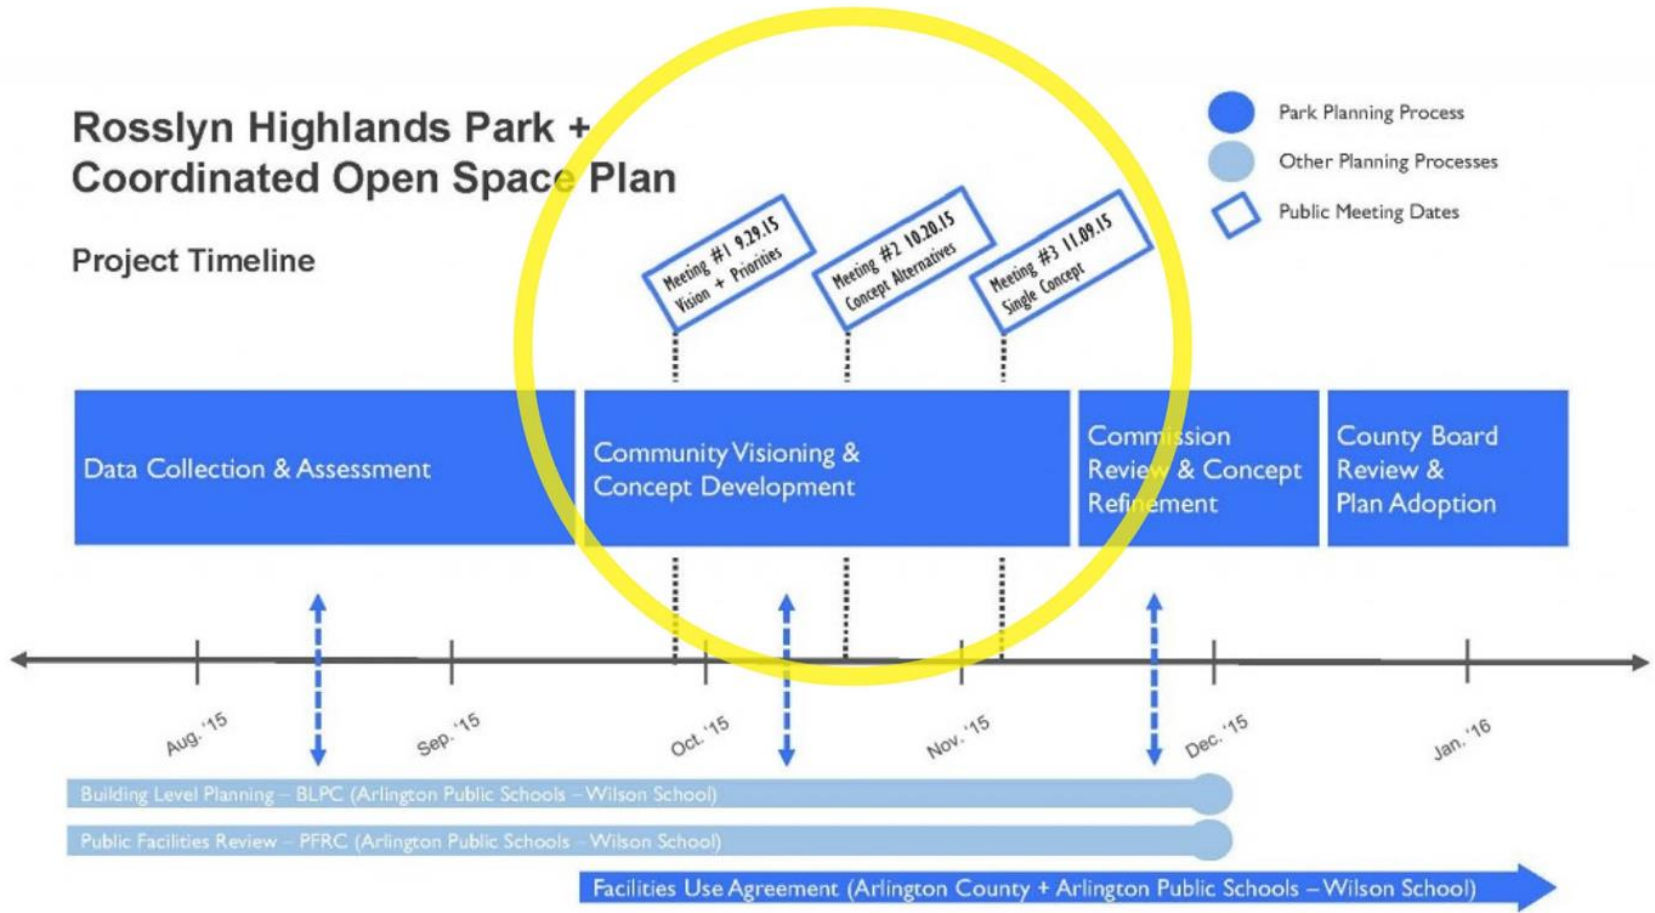 Rosslyn Highlands Park +
Coordinated Open Space Plan
Project Timeline
Park Planning Process
Other Planning Processes
Public Meeting Dates
Meeting #1 9.29.15
Vision + Priorities
Meeting #2 10.20.15
Concept Alternatives
Meeting #3 11.09.15
Single Concept
Data Collection & Assessment
Community Visioning &
Concept Development
Commission
Review & Concept
Refinement
County Board
Review &
Plan Adoption
Aug. '15
Sep. '15
Oct. '15
Nov. '15
Dec. '15
Jan. '16
Building Level Planning – BLPC (Arlington Public Schools – Wilson School)
Public Facilities Review – PFRC (Arlington Public Schools – Wilson School)
Facilities Use Agreement (Arlington County + Arlington Public Schools – Wilson School)